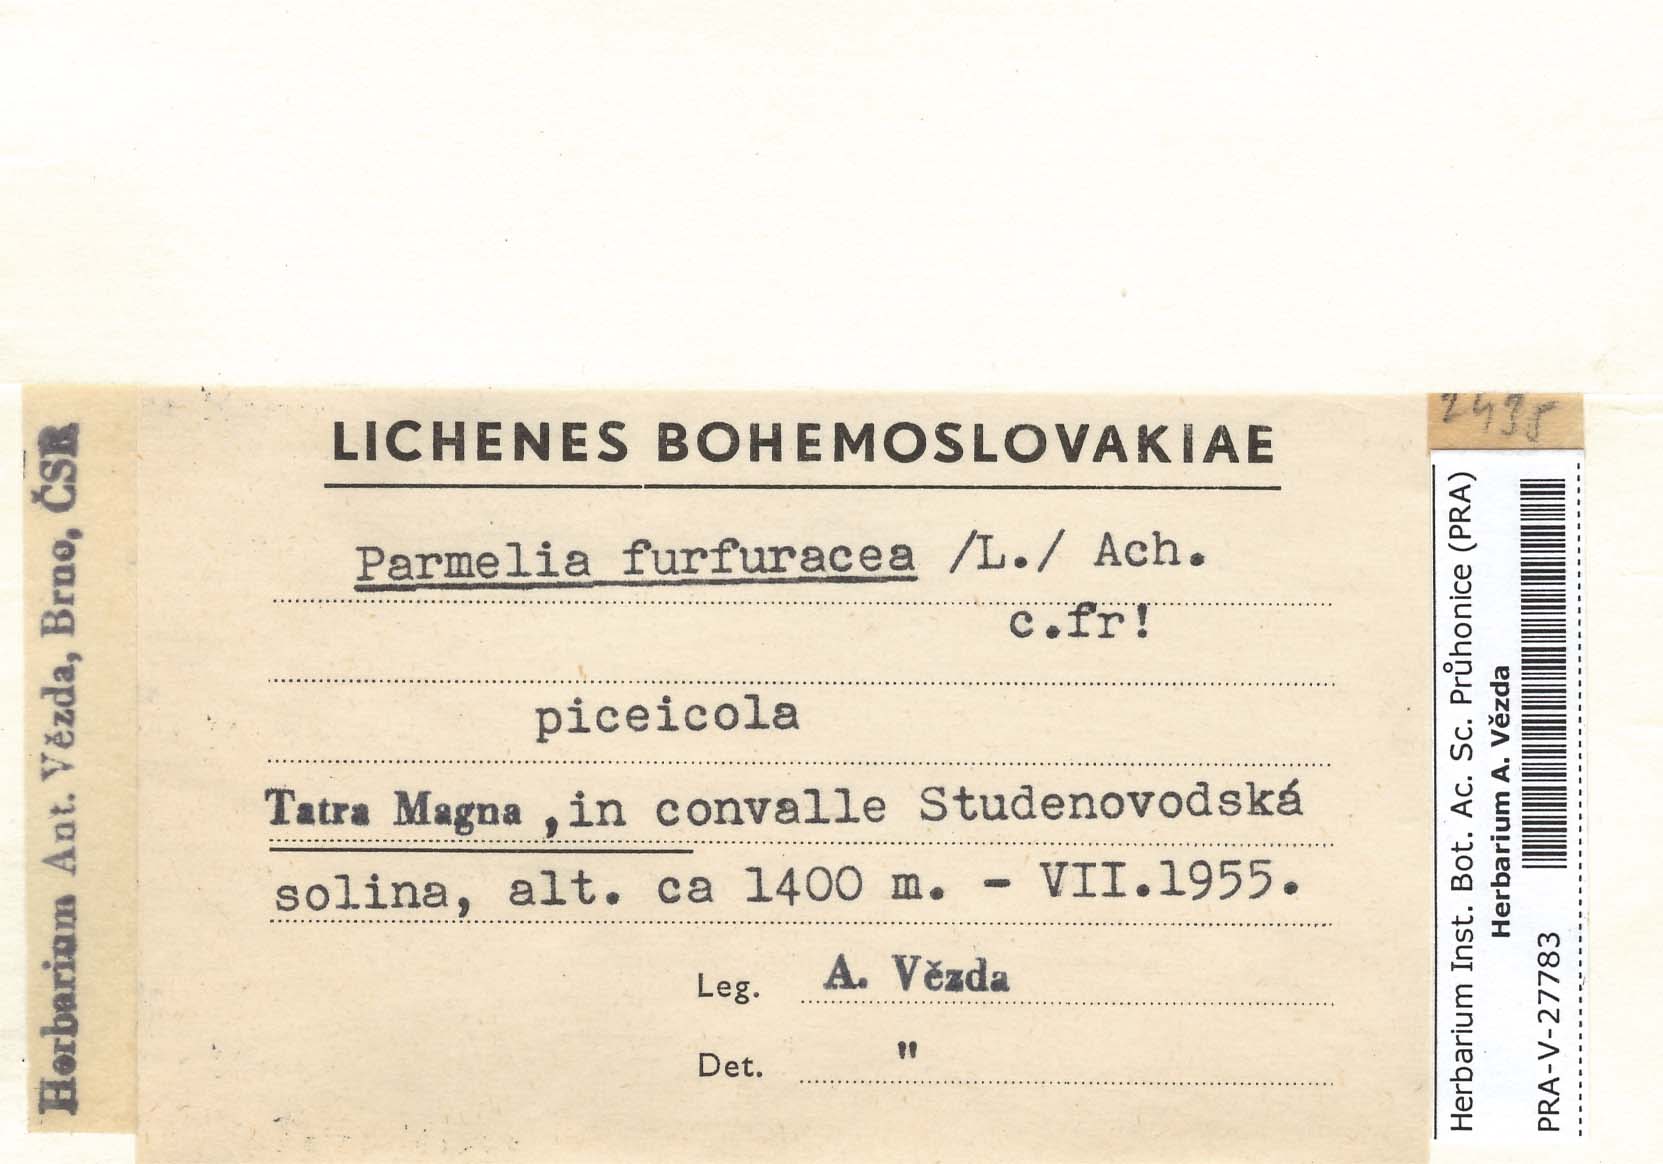 Herbarium Ant. Vězda, Brno, ČSR
LICHENES BOHEMOSLOVAKIAE
Parmelia furfuracea /L./ Ach.
c.fr!
piceicola
Tatra Magna, in convalle Studenovodská
solina, alt. ca 1400 m. - VII.1955.
Leg. A. Vězda
Det. "
2495
Herbarium Inst. Bot. Ac. Sc. Průhonice (PRA)
Herbarium A. Vězda
PRA-V-27783